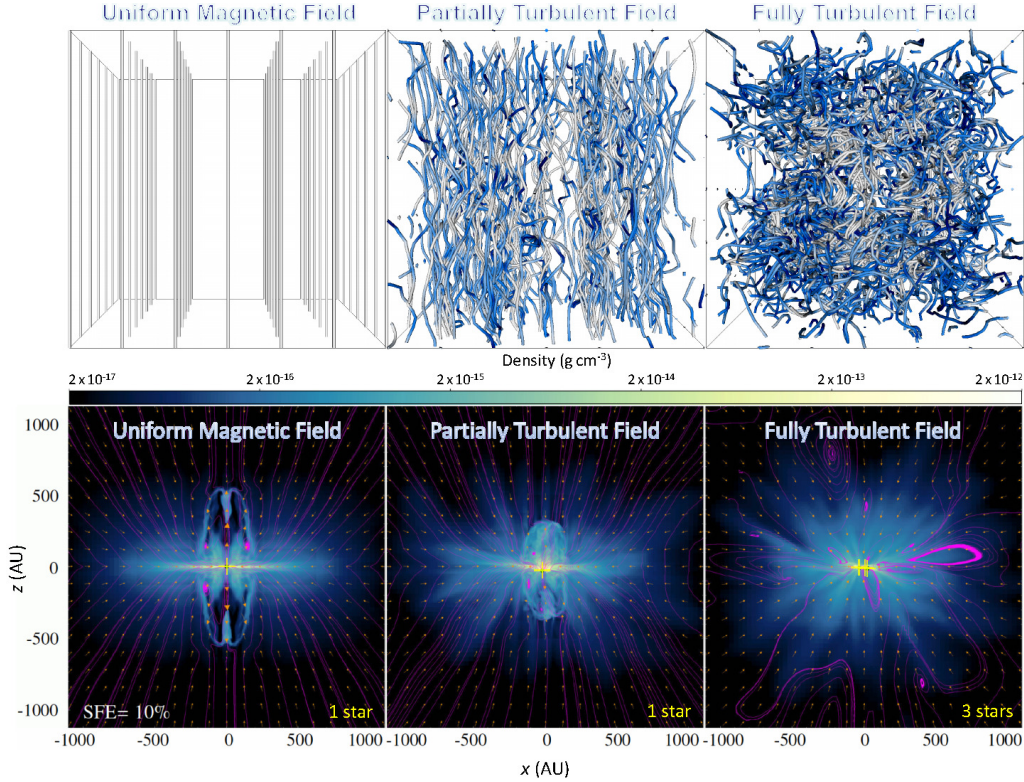 Uniform Magnetic Field Partially Turbulent Field Fully Turbulent Field
Density (g cm-3)
2 x 10-17 2 x 10-16 2 x 10-15 2 x 10-14 2 x 10-13 2 x 10-12
Uniform Magnetic Field Partially Turbulent Field Fully Turbulent Field
1000
500
0
-500
-1000
z (AU)
SFE= 10% 1 star 1 star 3 stars
-1000 -500 0 500 1000 -1000 -500 0 500 1000 -1000 -500 0 500 1000
x (AU)